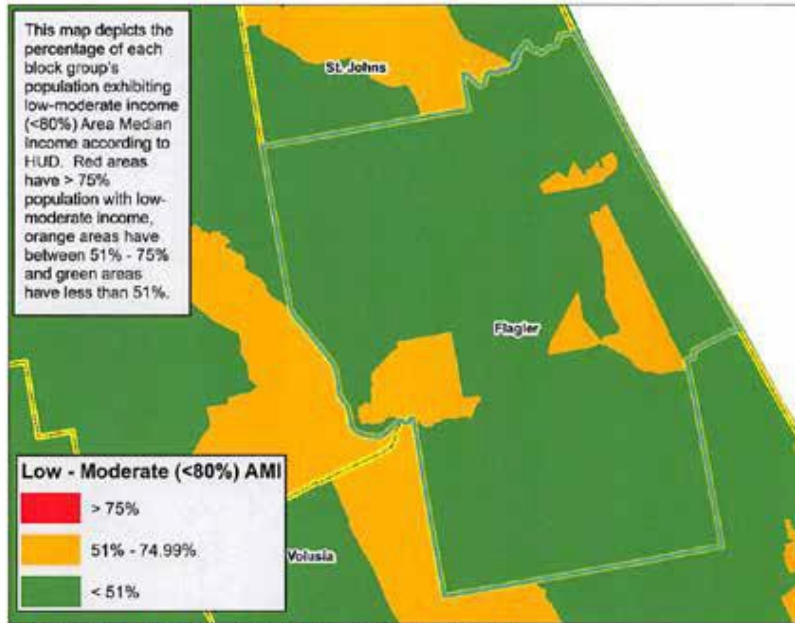 This map depicts the
percentage of each
block group's
population exhibiting
low-moderate income
(<80%) Area Median
Income according to
HUD. Red areas
have > 75%
population with low-
moderate income,
orange areas have
between 51% - 75%
and green areas
have less than 51%.
St. Johns
Flagler
Low - Moderate (<80%) AMI
> 75%
51% - 74.99%
< 51%
Volusia